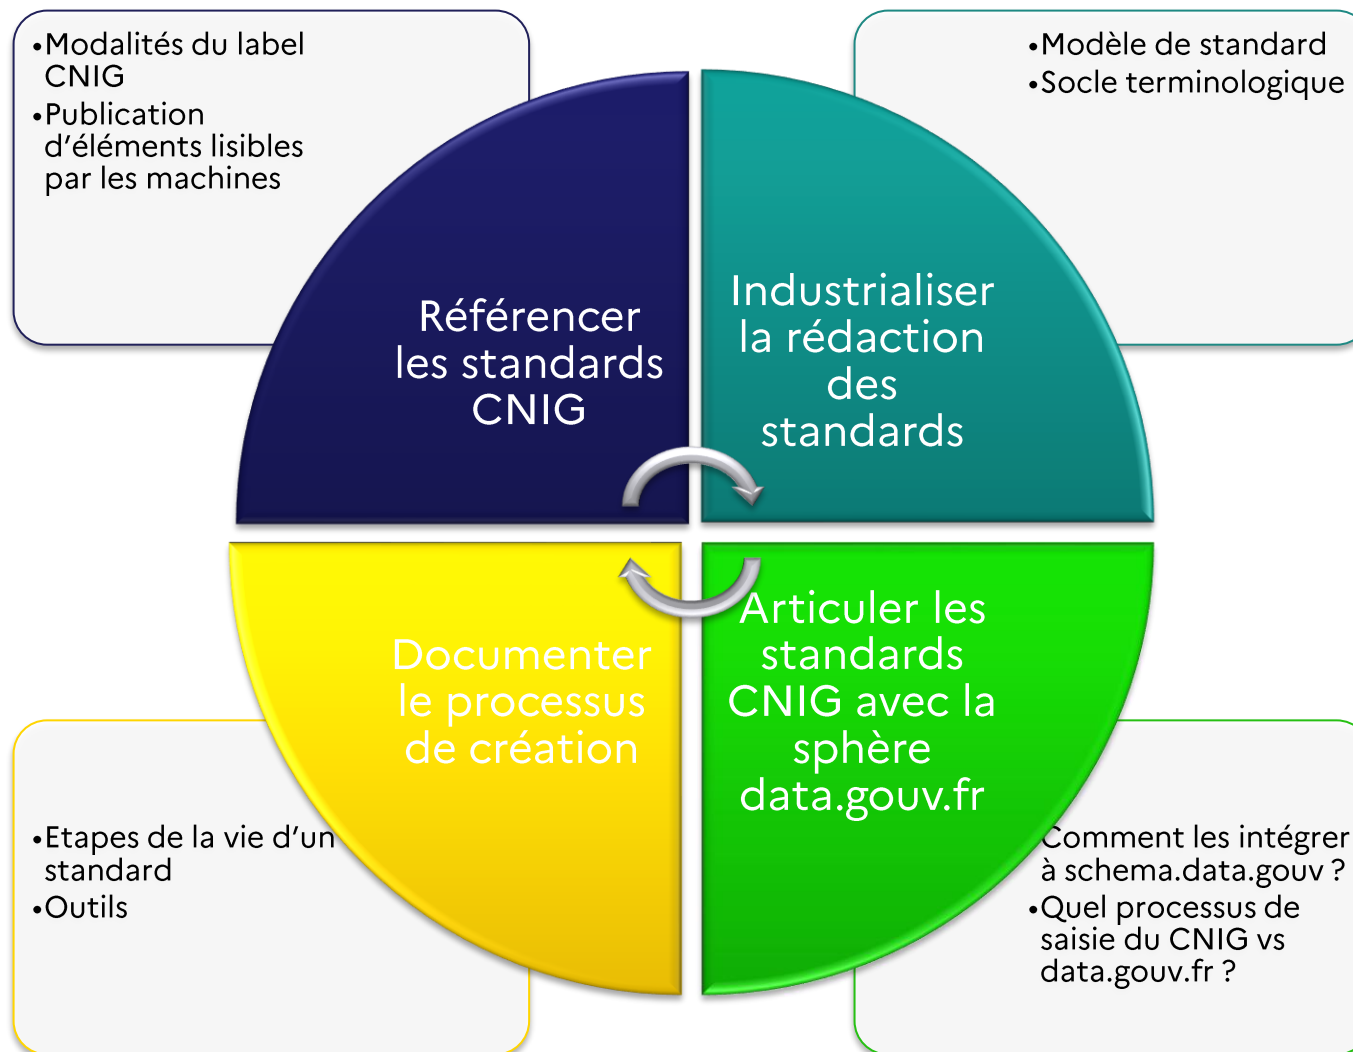 •Modalités du label
CNIG
•Publication
d’éléments lisibles
par les machines
•Modèle de standard
•Socle terminologique
Référencer
les standards
CNIG
Industrialiser
la rédaction
des
standards
Documenter
le processus
de création
Articuler les
standards
CNIG avec la
sphère
data.gouv.fr
•Etapes de la vie d’un
standard
•Outils
Comment les intégrer
à schema.data.gouv ?
•Quel processus de
saisie du CNIG vs
data.gouv.fr ?